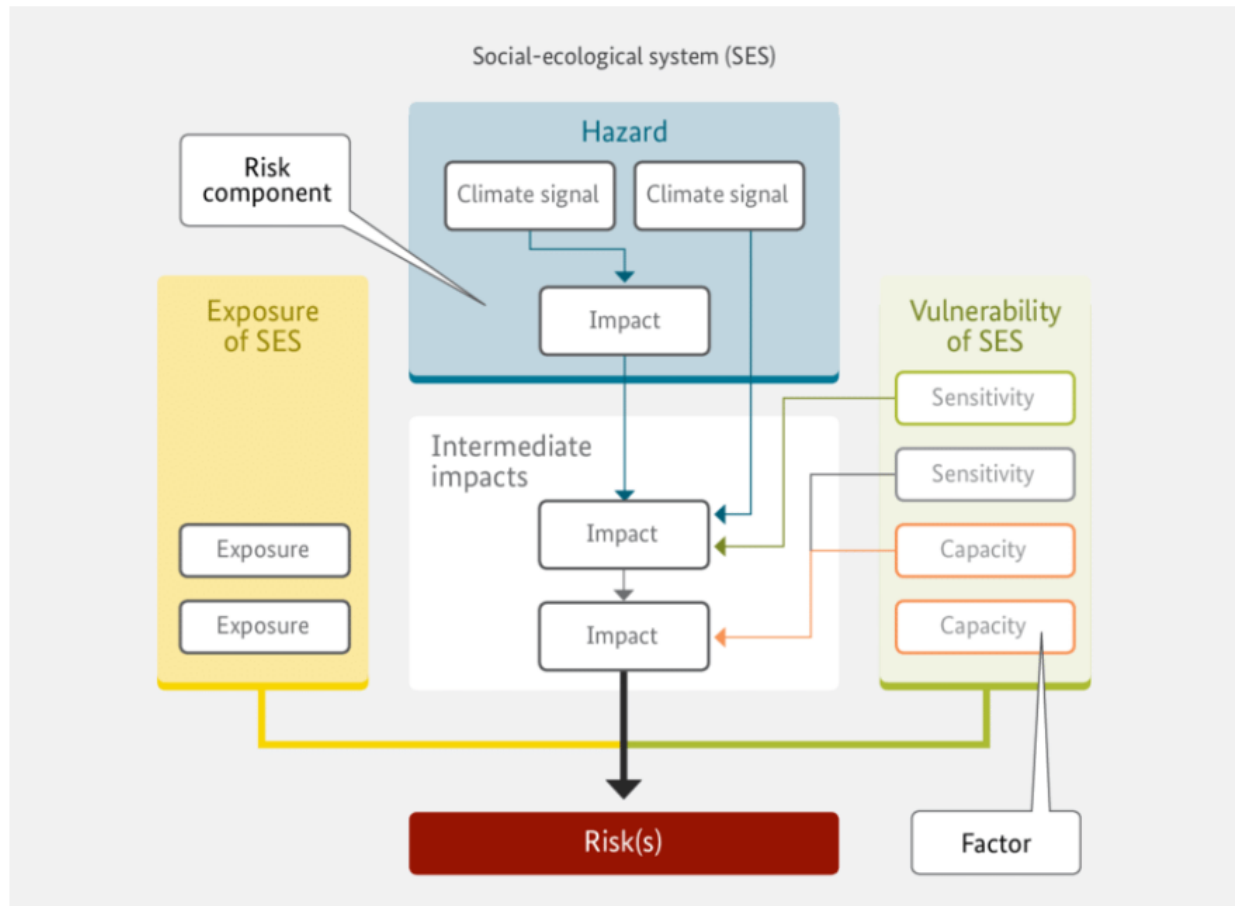 Social-ecological system (SES)
Hazard
Risk
component
Climate signal
Climate signal
Impact
Exposure
of SES
Vulnerability
of SES
Sensitivity
Intermediate
impacts
Sensitivity
Impact
Exposure
Capacity
Exposure
Impact
Capacity
Risk(s)
Factor